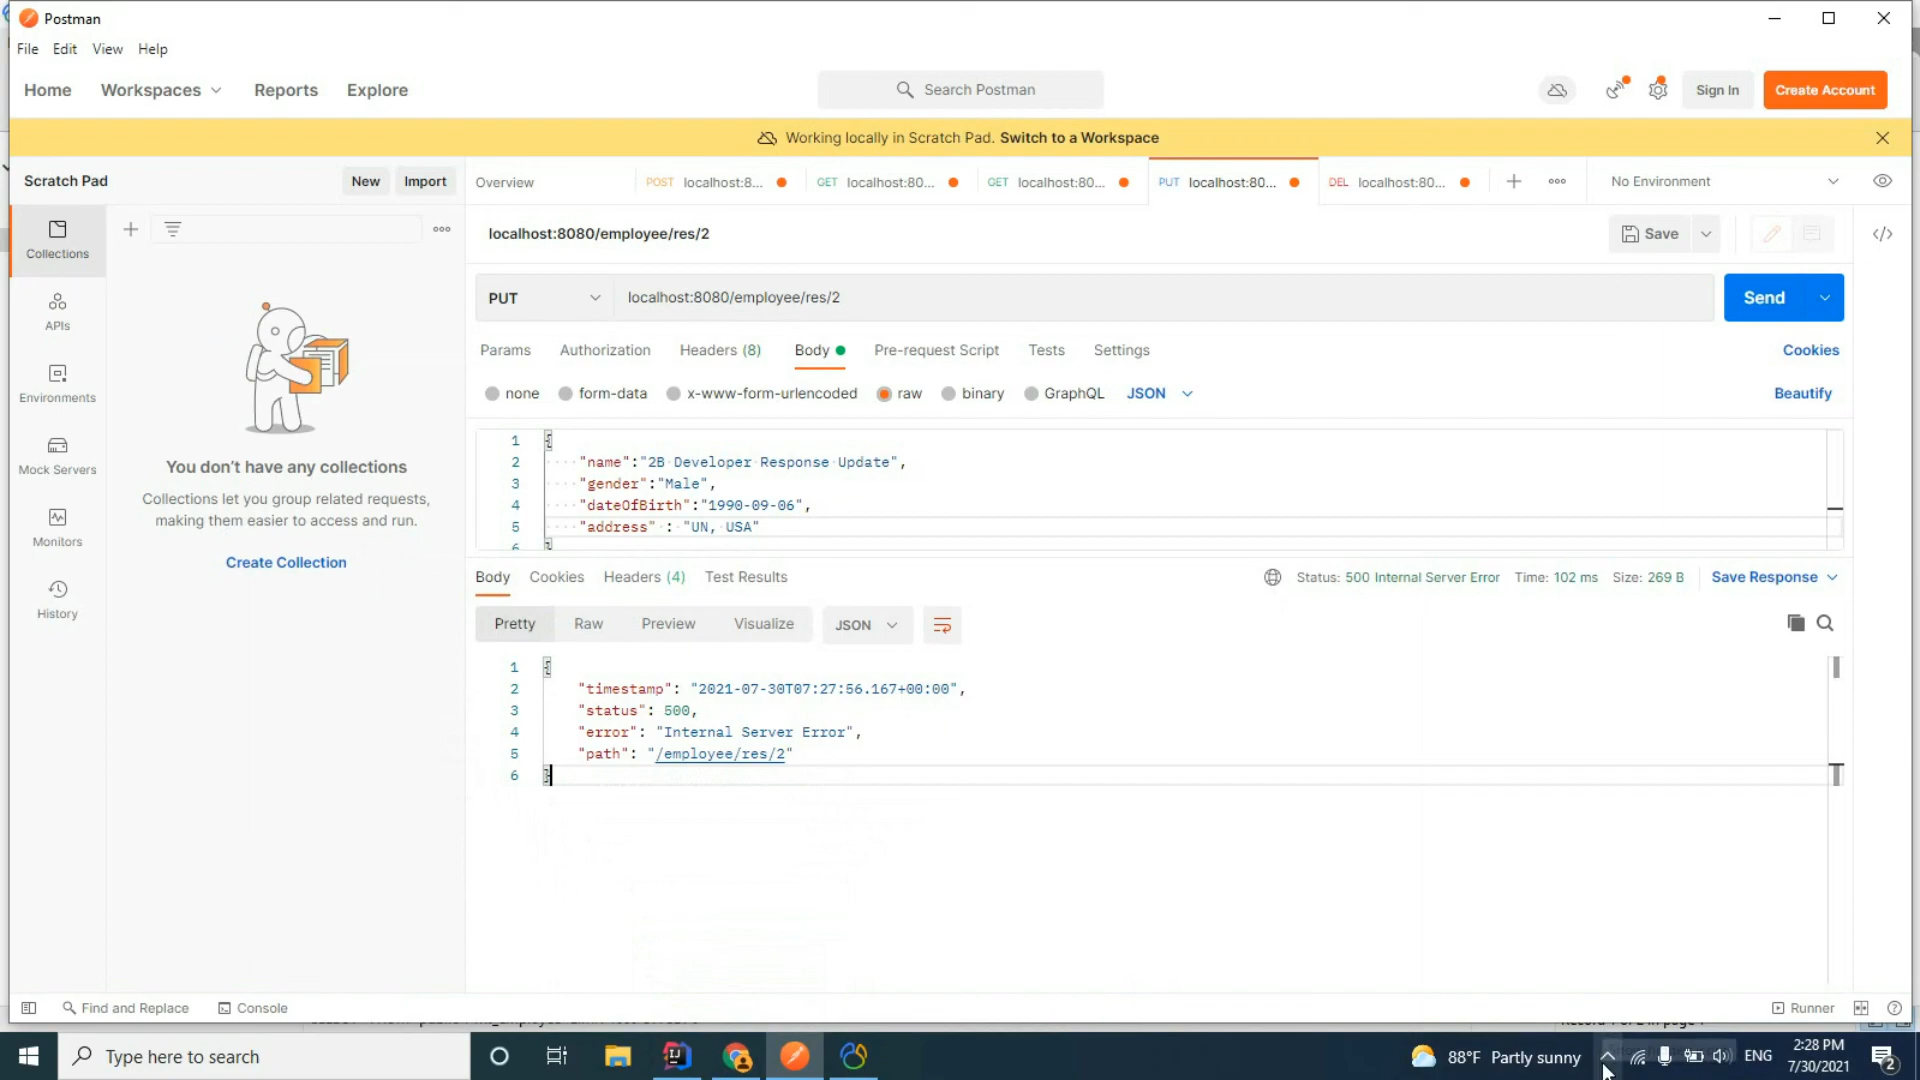 Postman
File Edit View Help
Home Workspaces Reports Explore
Search Postman
Sign In
Create Account
Working locally in Scratch Pad. Switch to a Workspace
Scratch Pad
New
Import
Overview
POST localhost:8...
GET localhost:80...
GET localhost:80...
PUT localhost:80...
DEL localhost:80...
No Environment
Collections
APIs
Environments
Mock Servers
Monitors
History
You don't have any collections
Collections let you group related requests,
making them easier to access and run.
Create Collection
localhost:8080/employee/res/2
Save
PUT
localhost:8080/employee/res/2
Send
Params Authorization Headers (8) Body Pre-request Script Tests Settings
Cookies
none form-data x-www-form-urlencoded raw binary GraphQL JSON
Beautify
1 {
2 "name":"2B Developer Response Update",
3 "gender":"Male",
4 "dateOfBirth":"1990-09-06",
5 "address" : "UN, USA"
6 }
Body Cookies Headers (4) Test Results
Status: 500 Internal Server Error Time: 102 ms Size: 269 B
Save Response
Pretty Raw Preview Visualize JSON
1 {
2 "timestamp": "2021-07-30T07:27:56.167+00:00",
3 "status": 500,
4 "error": "Internal Server Error",
5 "path": "/employee/res/2"
6 }
Find and Replace
Console
Runner
Type here to search
88°F Partly sunny
ENG
2:28 PM
7/30/2021
2